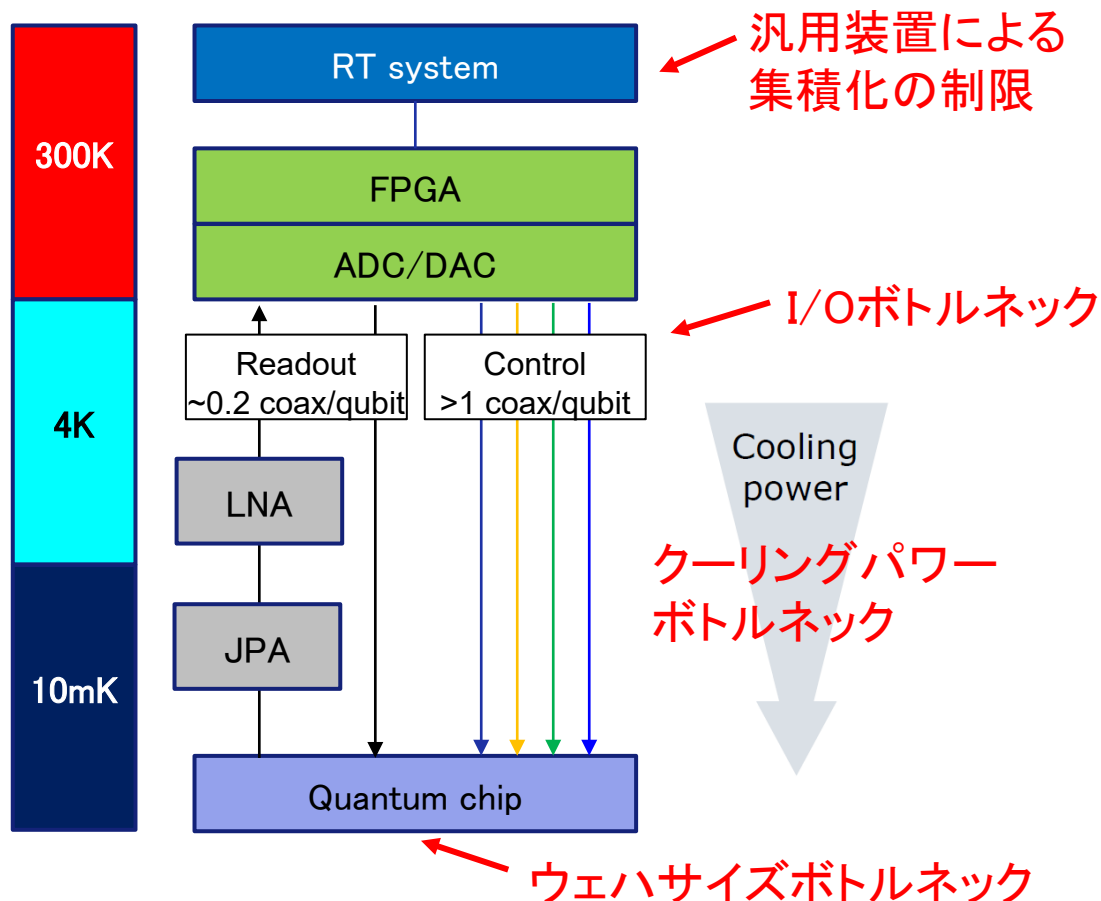 RT system
汎用装置による
集積化の制限
300K
FPGA
ADC/DAC
I/Oボトルネック
Readout
~0.2 coax/qubit
Control
>1 coax/qubit
4K
Cooling
power
LNA
クーリングパワー
ボトルネック
JPA
10mK
Quantum chip
ウェハサイズボトルネック